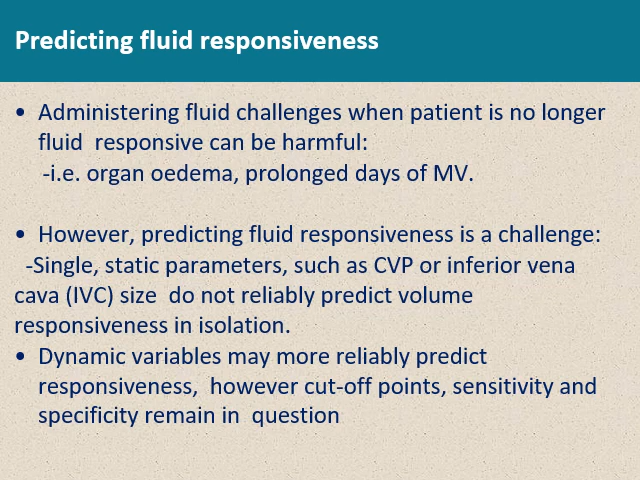 Predicting fluid responsiveness
• Administering fluid challenges when patient is no longer
fluid  responsive can be harmful:
-i.e. organ oedema, prolonged days of MV.
• However, predicting fluid responsiveness is a challenge:
-Single, static parameters, such as CVP or inferior vena
cava (IVC) size  do not reliably predict volume
responsiveness in isolation.
• Dynamic variables may more reliably predict
responsiveness,  however cut-off points, sensitivity and
specificity remain in  question